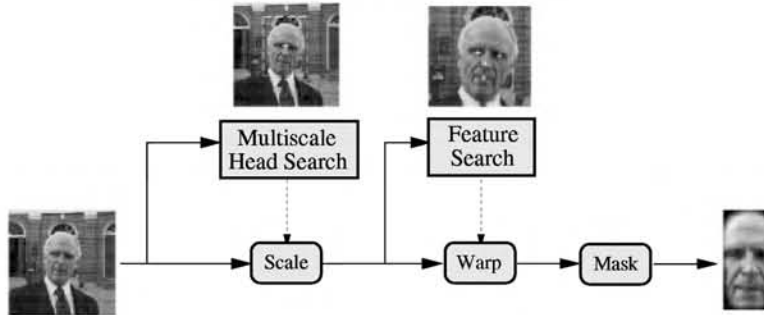 Multiscale
Head Search
Feature
Search
Scale
Warp
Mask